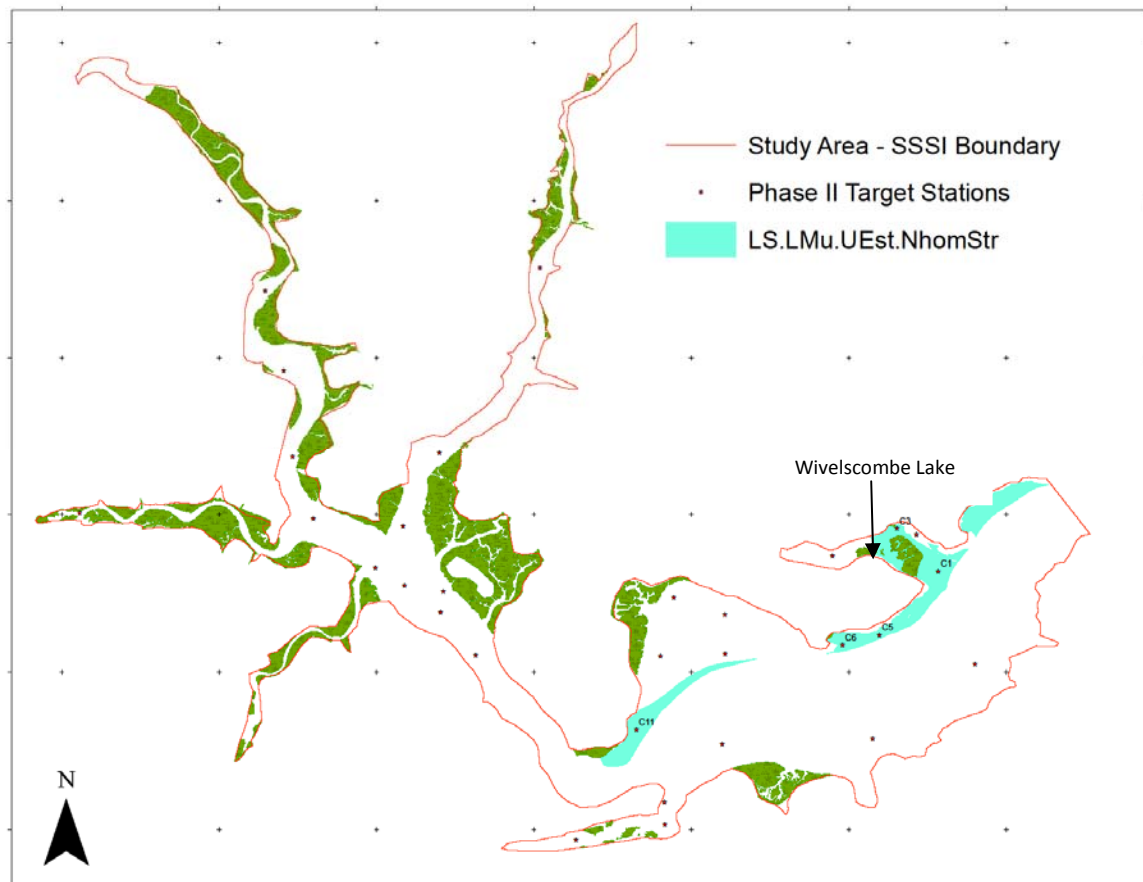 Study Area - SSSI Boundary
Phase II Target Stations
LS.LMu.UEst.NhomStr
Wivelscombe Lake
C3
C1
C5
C6
C11
N